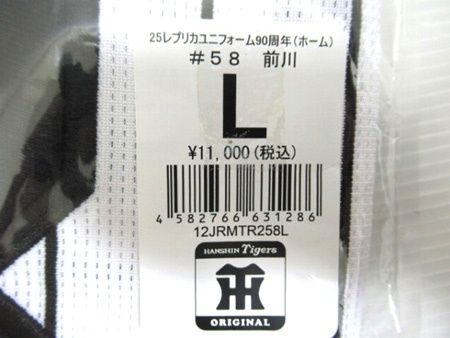 25レプリカユニフォーム90周年(ホーム)
#58 前川
L
¥11,000(税込)
4 582766 631286
12JRMTR258L
HANSHIN Tigers
TH
ORIGINAL